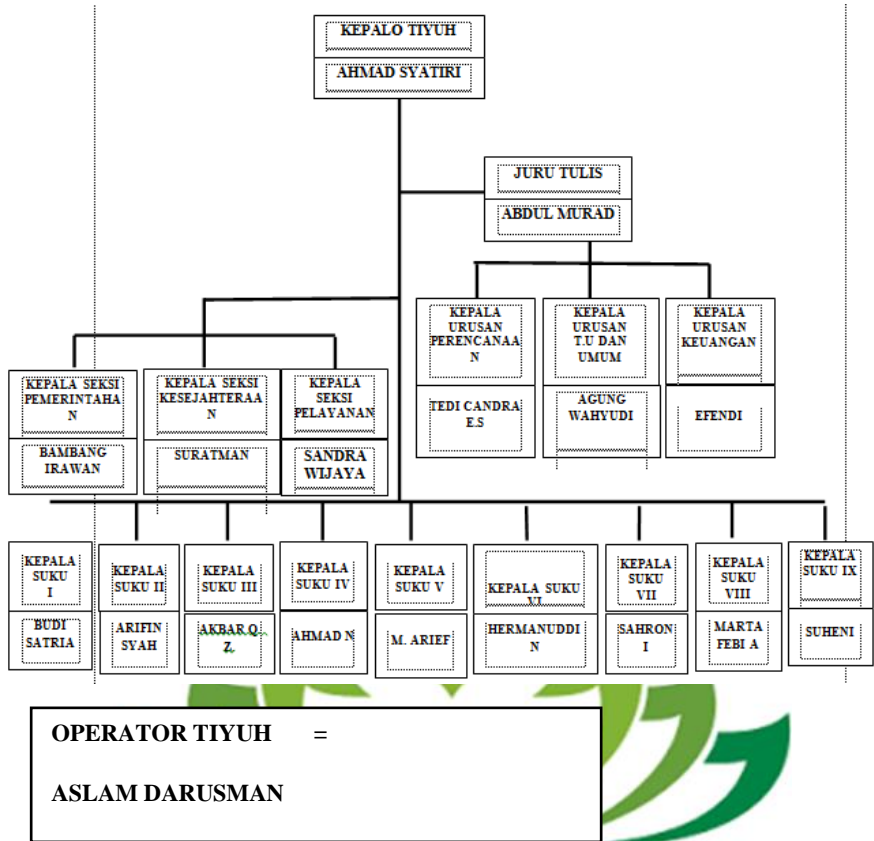 KEPALO TIYUH
AHMAD SYATIRI
JURU TULIS
ABDUL MURAD
KEPALA
URUSAN
PERENCANAA
N
TEDI CANDRA
E.S
KEPALA
URUSAN
T.U DAN
UMUM
AGUNG
WAHYUDI
KEPALA
URUSAN
KEUANGAN
EFENDI
KEPALA SEKSI
PEMERINTAHA
N
BAMBANG
IRAWAN
KEPALA SEKSI
KESEJAHTERAA
N
SURATMAN
KEPALA
SEKSI
PELAYANAN
SANDRA
WIJAYA
KEPALA
SUKU
I
BUDI
SATRIA
KEPALA
SUKU II
ARIFIN
SYAH
KEPALA
SUKU III
AKBAR Q
Z
KEPALA
SUKU IV
AHMAD N
KEPALA
SUKU V
M. ARIEF
KEPALA SUKU
VI
HERMANUDDI
N
KEPALA
SUKU
VII
SAHRON
I
KEPALA
SUKU
VIII
MARTA
FEBI A
KEPALA
SUKU IX
SUHENI
OPERATOR TIYUH =
ASLAM DARUSMAN